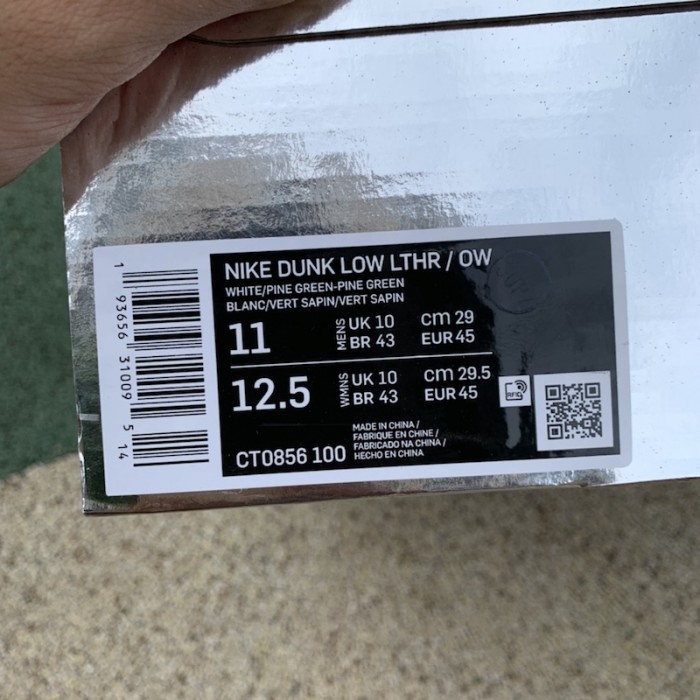 NIKE DUNK LOW LTHR / OW
WHITE/PINE GREEN-PINE GREEN
BLANC/VERT SAPIN/VERT SAPIN
11
MENS
UK 10
BR 43
CM 29
EUR 45
12.5
WMNS
UK 10
BR 43
CM 29.5
EUR 45
RFID
CT0856 100
MADE IN CHINA /
FABRIQUE EN CHINE /
FABRICADO NA CHINA /
HECHO EN CHINA
1 93656 31009 5 14